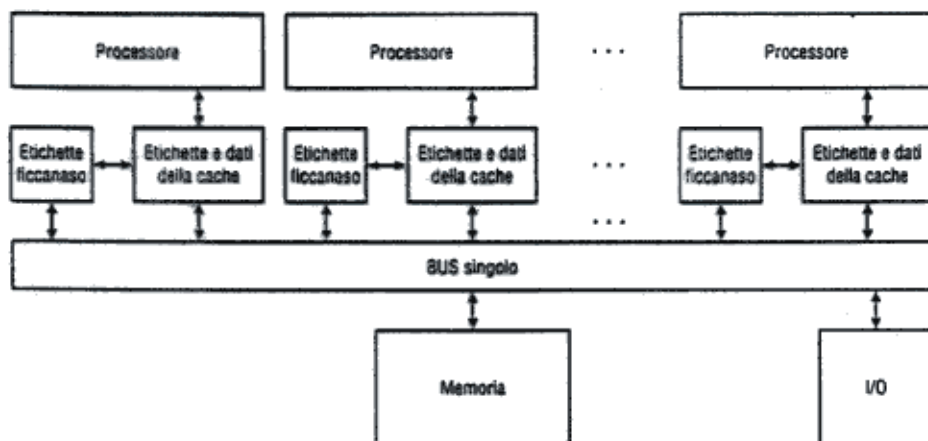 Processore
Processore
. . .
Processore
Etichette
ficcanaso
Etichette e dati
della cache
Etichette
ficcanaso
Etichette e dati
della cache
. . .
Etichette
ficcanaso
Etichette e dati
della cache
. . .
BUS singolo
Memoria
I/O